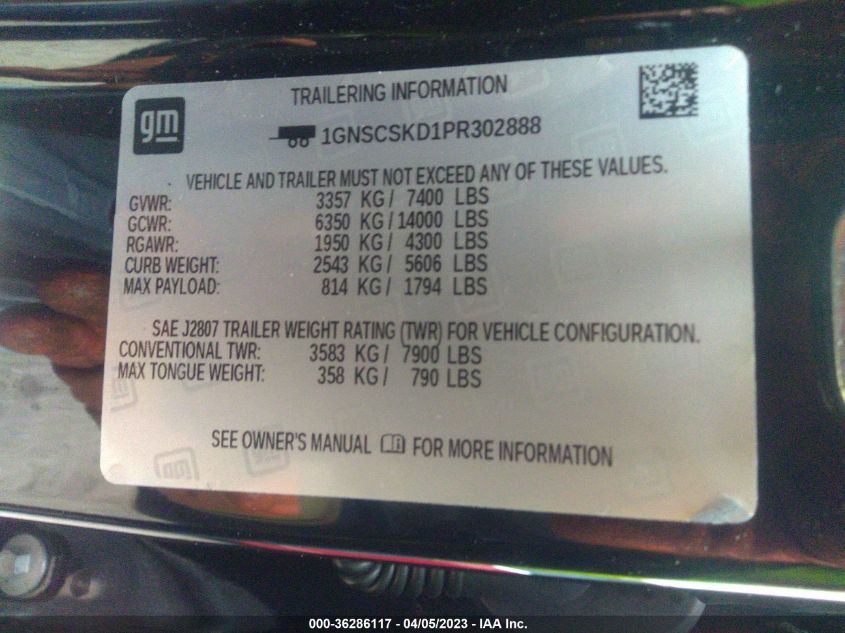 gm
TRAILERING INFORMATION
1GNSCSKD1PR302888
VEHICLE AND TRAILER MUST NOT EXCEED ANY OF THESE VALUES.
GVWR: 3357 KG / 7400 LBS
GCWR: 6350 KG / 14000 LBS
RGAWR: 1950 KG / 4300 LBS
CURB WEIGHT: 2543 KG / 5606 LBS
MAX PAYLOAD: 814 KG / 1794 LBS
SAE J2807 TRAILER WEIGHT RATING (TWR) FOR VEHICLE CONFIGURATION.
CONVENTIONAL TWR: 3583 KG / 7900 LBS
MAX TONGUE WEIGHT: 358 KG / 790 LBS
SEE OWNER'S MANUAL FOR MORE INFORMATION
000-36286117 - 04/05/2023 - IAA Inc.